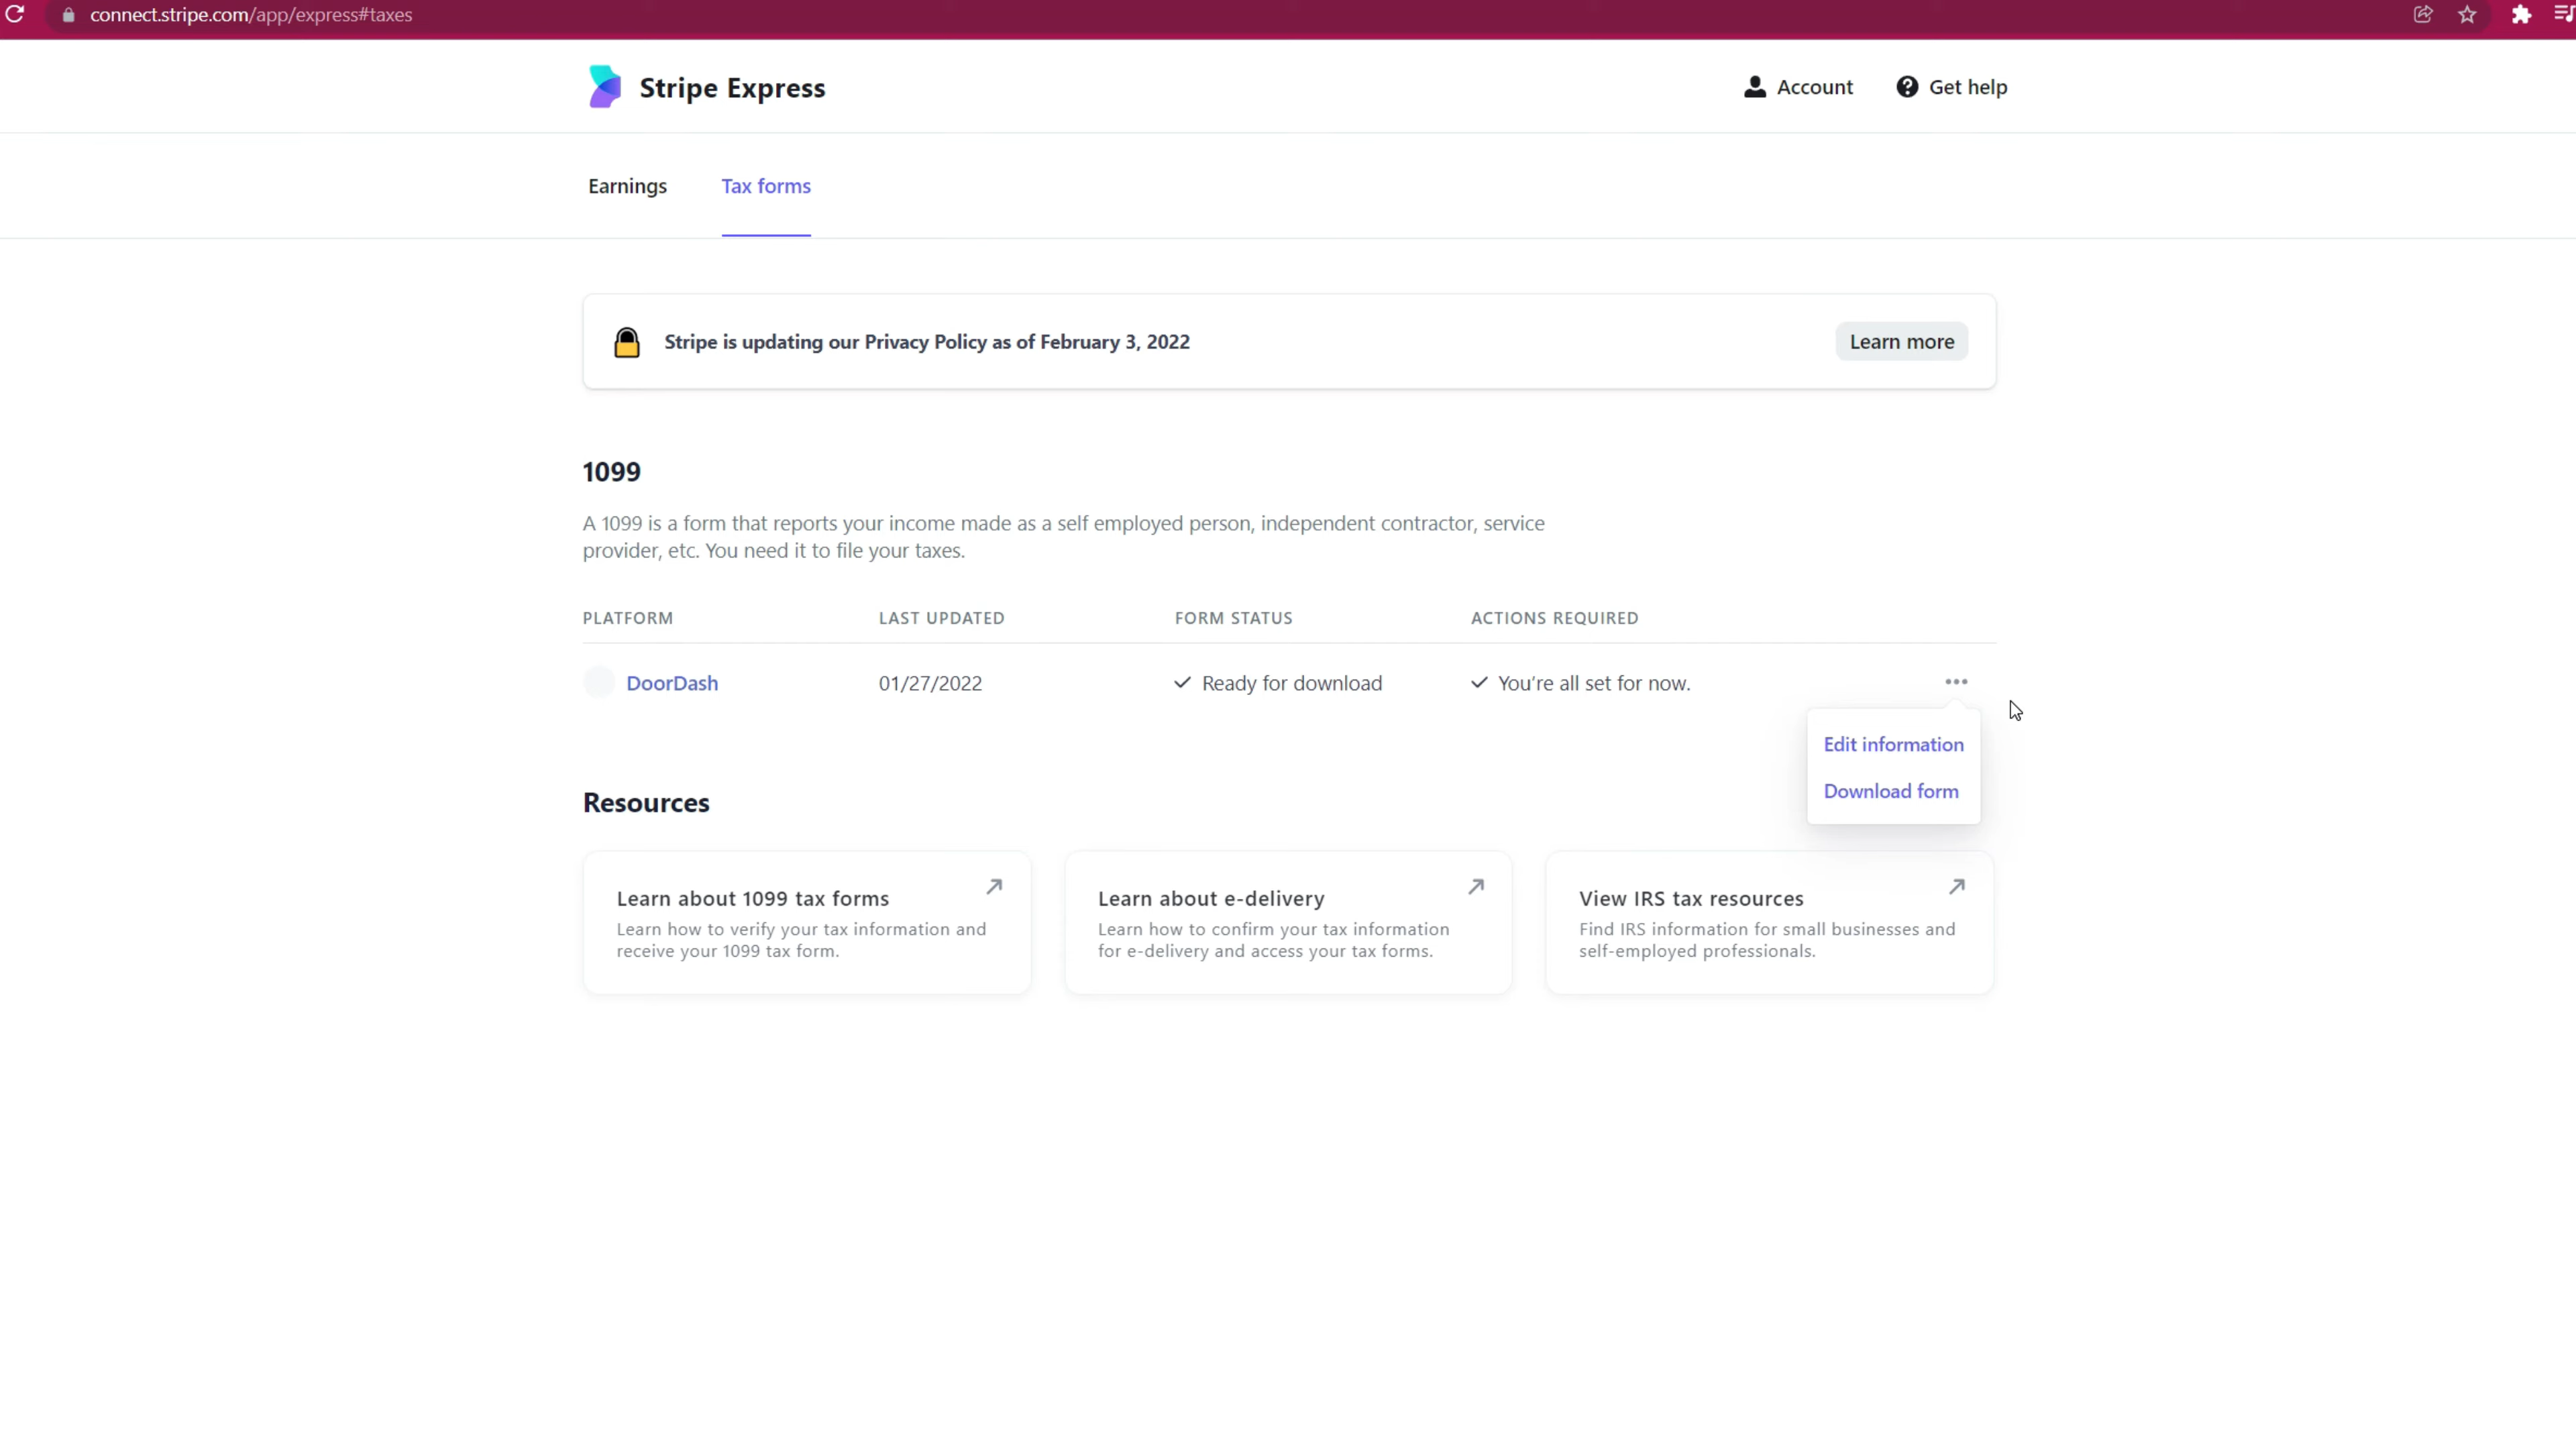 connect.stripe.com/app/express#taxes
Stripe Express
Account
Get help
Earnings
Tax forms
Stripe is updating our Privacy Policy as of February 3, 2022
Learn more
1099
A 1099 is a form that reports your income made as a self employed person, independent contractor, service
provider, etc. You need it to file your taxes.
PLATFORM
LAST UPDATED
FORM STATUS
ACTIONS REQUIRED
DoorDash
01/27/2022
Ready for download
You're all set for now.
Edit information
Download form
Resources
Learn about 1099 tax forms
Learn how to verify your tax information and
receive your 1099 tax form.
Learn about e-delivery
Learn how to confirm your tax information
for e-delivery and access your tax forms.
View IRS tax resources
Find IRS information for small businesses and
self-employed professionals.